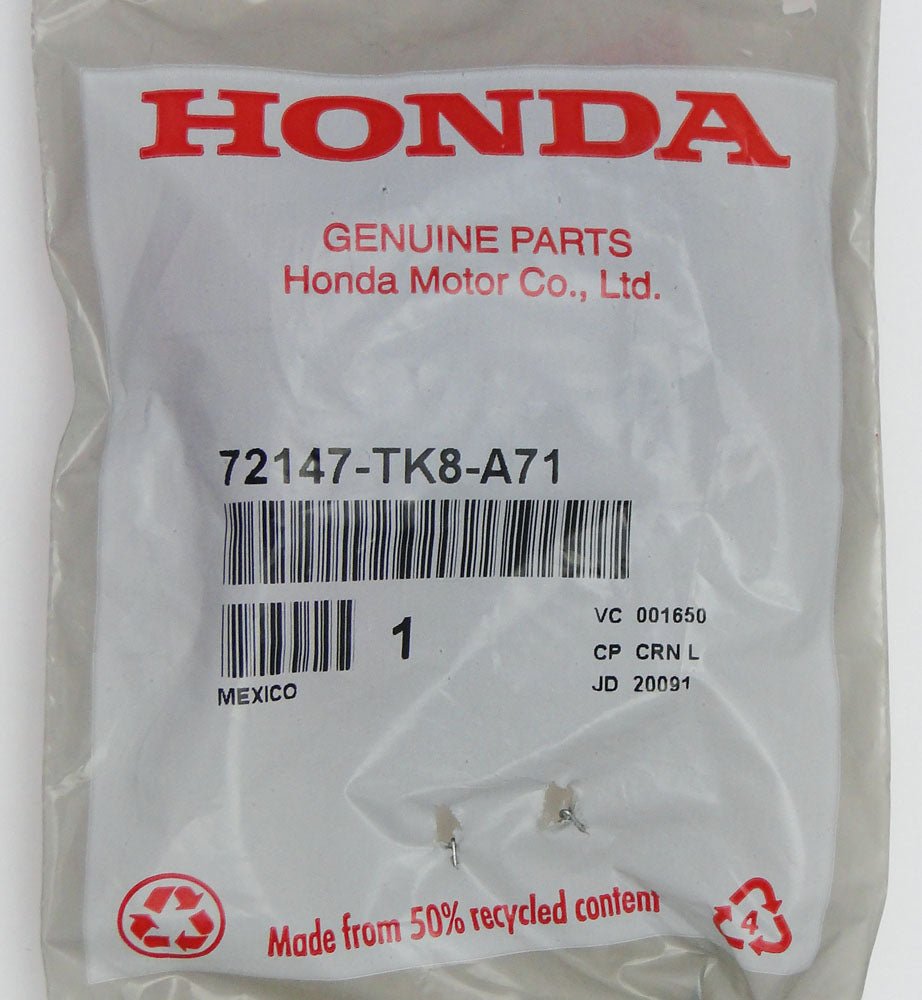 HONDA
GENUINE PARTS
Honda Motor Co., Ltd.
72147-TK8-A71
1
MEXICO
VC 001650
CP CRN L
JD 20091
Made from 50% recycled content
4